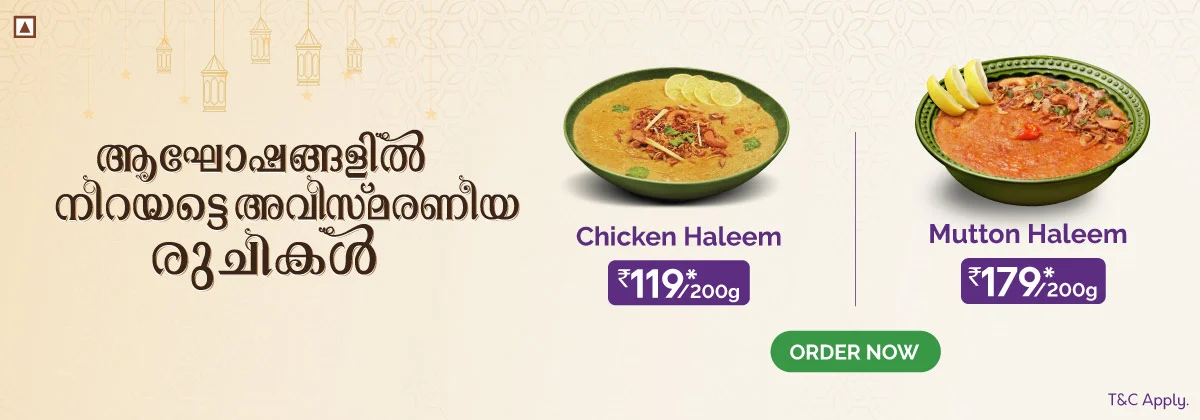 ആഘോഷങ്ങളിൽ
നിറയട്ടെ അവിസ്മരണീയ
രുചികൾ
Chicken Haleem
₹119*/200g
Mutton Haleem
₹179*/200g
ORDER NOW
T&C Apply.